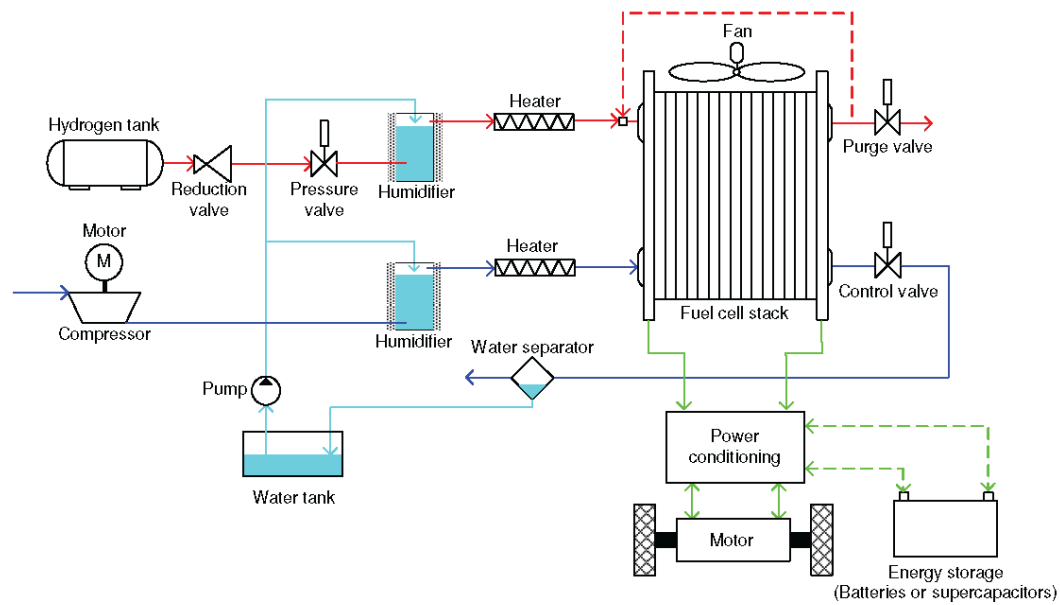 Fan
Heater
Hydrogen tank
Purge valve
Reduction
valve
Pressure
valve
Humidifier
Motor
M
Heater
Compressor
Control valve
Fuel cell stack
Humidifier
Water separator
Pump
Power
conditioning
Water tank
Motor
Energy storage
(Batteries or supercapacitors)